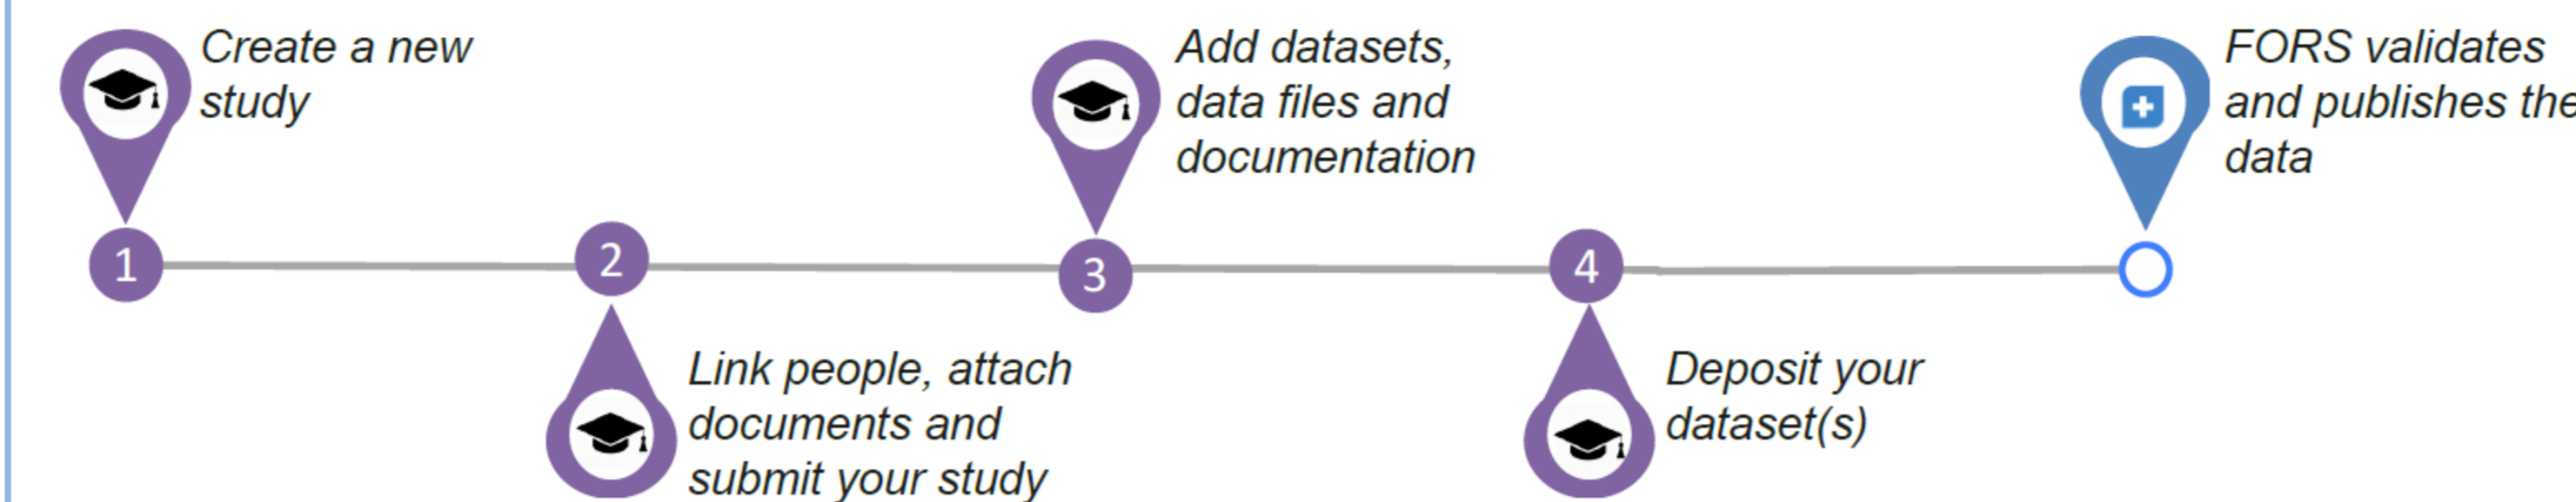 Create a new
study
1
2
Link people, attach
documents and
submit your study
Add datasets,
data files and
documentation
3
4
Deposit your
dataset(s)
FORS validates
and publishes the
data